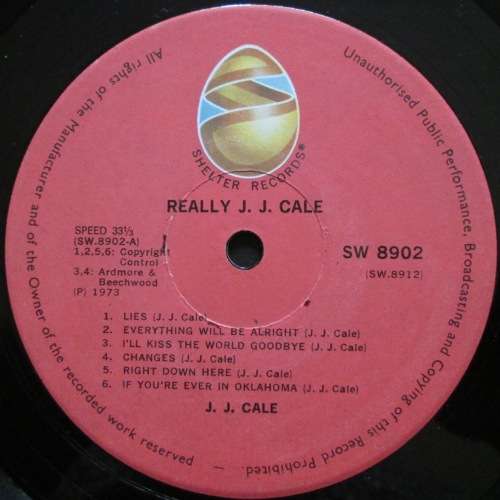 All rights of the Manufacturer and of the Owner of the recorded work reserved –
Unauthorised Public Performance, Broadcasting and Copying of this Record Prohibited.
SHELTER RECORDS®
REALLY J. J. CALE
SPEED 33⅓
(SW.8902-A)
1,2,5,6: Copyright
Control
3,4: Ardmore &
Beechwood
(P) 1973
SW 8902
(SW.8912)
1. LIES (J. J. Cale)
2. EVERYTHING WILL BE ALRIGHT (J. J. Cale)
3. I'LL KISS THE WORLD GOODBYE (J. J. Cale)
4. CHANGES (J. J. Cale)
5. RIGHT DOWN HERE (J. J. Cale)
6. IF YOU'RE EVER IN OKLAHOMA (J. J. Cale)
J. J. CALE